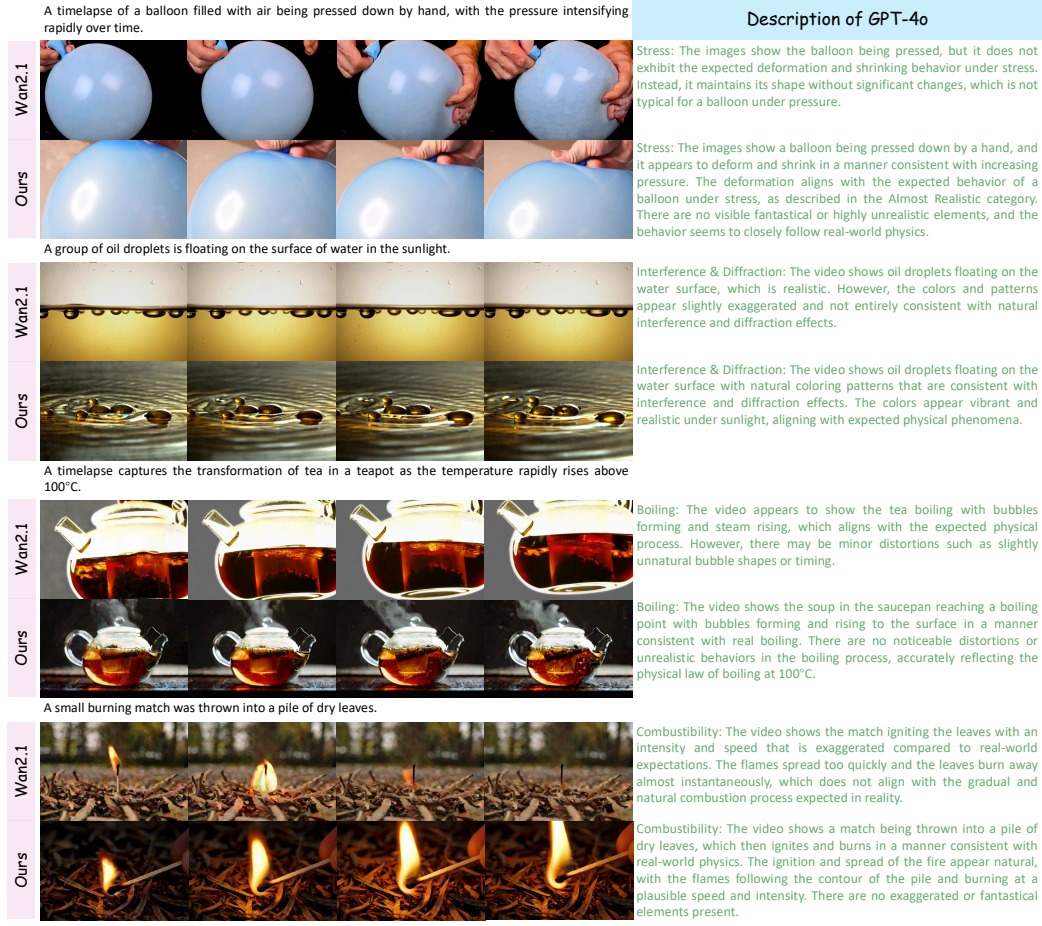 A timelapse of a balloon filled with air being pressed down by hand, with the pressure intensifying
rapidly over time.
Description of GPT-4o
Wan2.1
Stress: The images show the balloon being pressed, but it does not
exhibit the expected deformation and shrinking behavior under stress.
Instead, it maintains its shape without significant changes, which is not
typical for a balloon under pressure.
Ours
Stress: The images show a balloon being pressed down by a hand, and
it appears to deform and shrink in a manner consistent with increasing
pressure. The deformation aligns with the expected behavior of a
balloon under stress, as described in the Almost Realistic category.
There are no visible fantastical or highly unrealistic elements, and the
behavior seems to closely follow real-world physics.
A group of oil droplets is floating on the surface of water in the sunlight.
Wan2.1
Interference & Diffraction: The video shows oil droplets floating on the
water surface, which is realistic. However, the colors and patterns
appear slightly exaggerated and not entirely consistent with natural
interference and diffraction effects.
Ours
Interference & Diffraction: The video shows oil droplets floating on the
water surface with natural coloring patterns that are consistent with
interference and diffraction effects. The colors appear vibrant and
realistic under sunlight, aligning with expected physical phenomena.
A timelapse captures the transformation of tea in a teapot as the temperature rapidly rises above
100°C.
Wan2.1
Boiling: The video appears to show the tea boiling with bubbles
forming and steam rising, which aligns with the expected physical
process. However, there may be minor distortions such as slightly
unnatural bubble shapes or timing.
Ours
Boiling: The video shows the soup in the saucepan reaching a boiling
point with bubbles forming and rising to the surface in a manner
consistent with real boiling. There are no noticeable distortions or
unrealistic behaviors in the boiling process, accurately reflecting the
physical law of boiling at 100°C.
A small burning match was thrown into a pile of dry leaves.
Wan2.1
Combustibility: The video shows the match igniting the leaves with an
intensity and speed that is exaggerated compared to real-world
expectations. The flames spread too quickly and the leaves burn away
almost instantaneously, which does not align with the gradual and
natural combustion process expected in reality.
Ours
Combustibility: The video shows a match being thrown into a pile of
dry leaves, which then ignites and burns in a manner consistent with
real-world physics. The ignition and spread of the fire appear natural,
with the flames following the contour of the pile and burning at a
plausible speed and intensity. There are no exaggerated or fantastical
elements present.